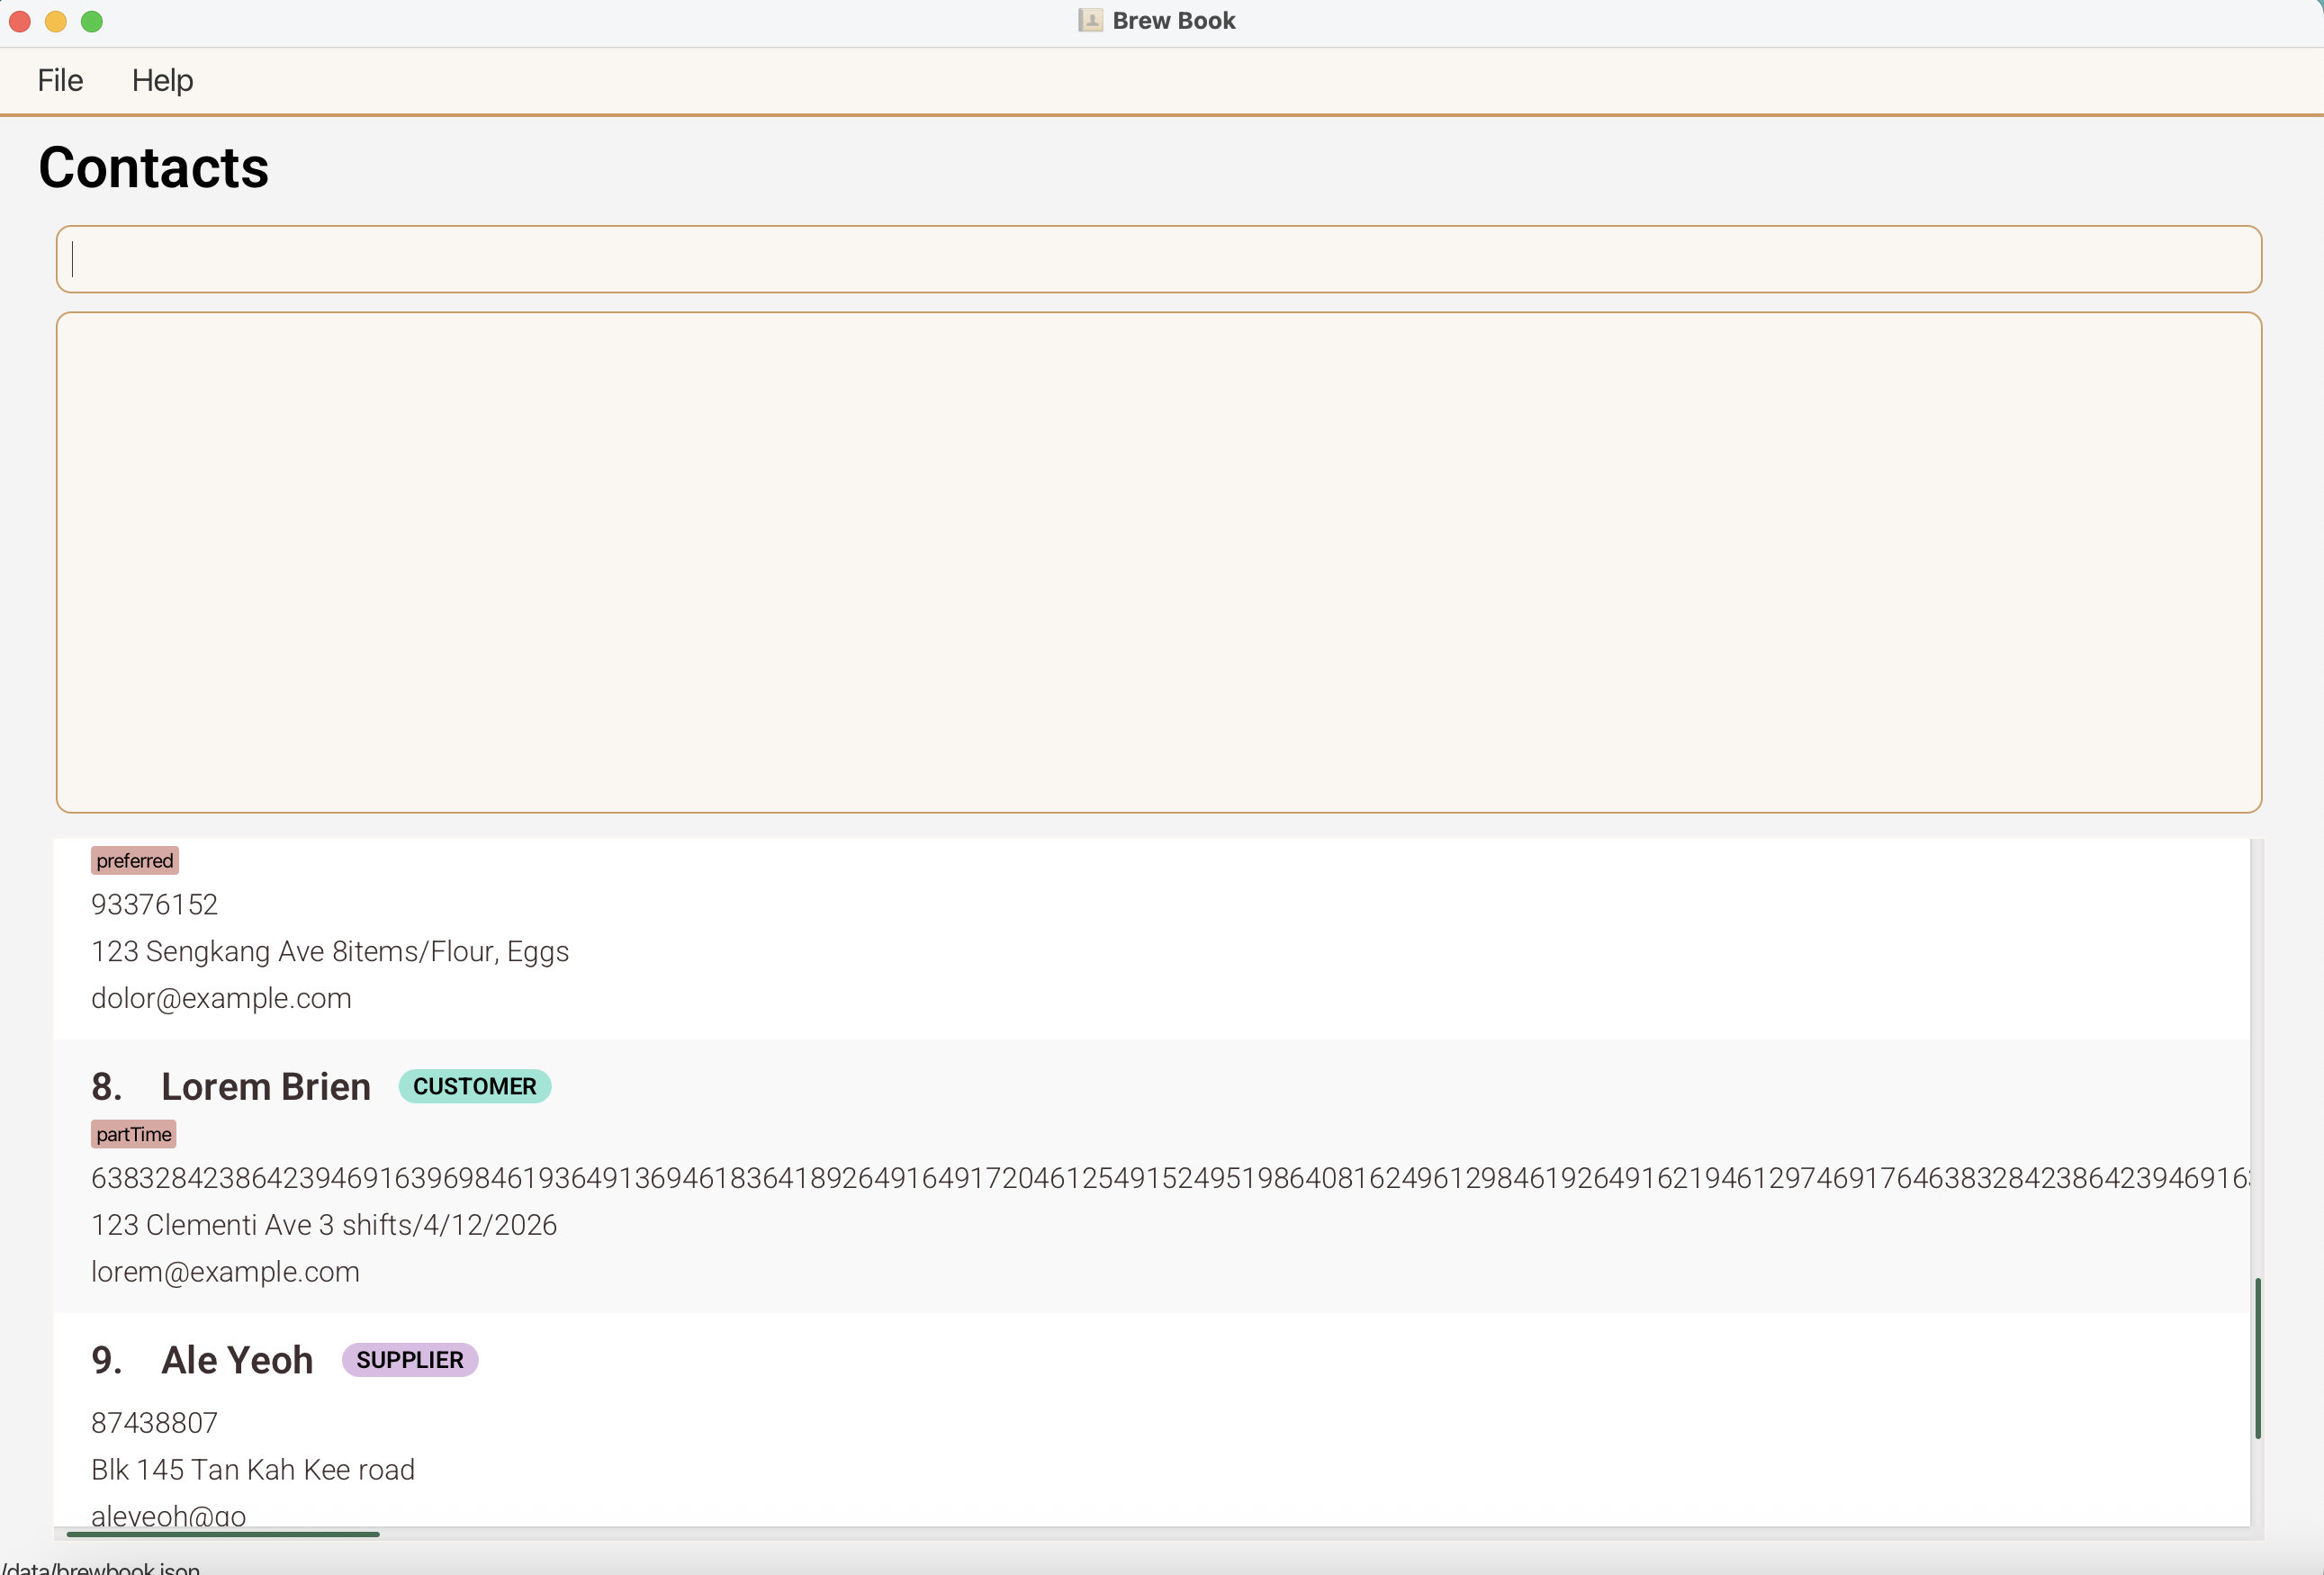 Brew Book
File Help
Contacts
preferred
93376152
123 Sengkang Ave 8items/Flour, Eggs
dolor@example.com
8. Lorem Brien CUSTOMER
partTime
638328423864239469163969846193649136946183641892649164917204612549152495198640816249612984619264916219461297469176463832842386423946916
123 Clementi Ave 3 shifts/4/12/2026
lorem@example.com
9. Ale Yeoh SUPPLIER
87438807
Blk 145 Tan Kah Kee road
aleyeoh@go
/data/brewbook.json